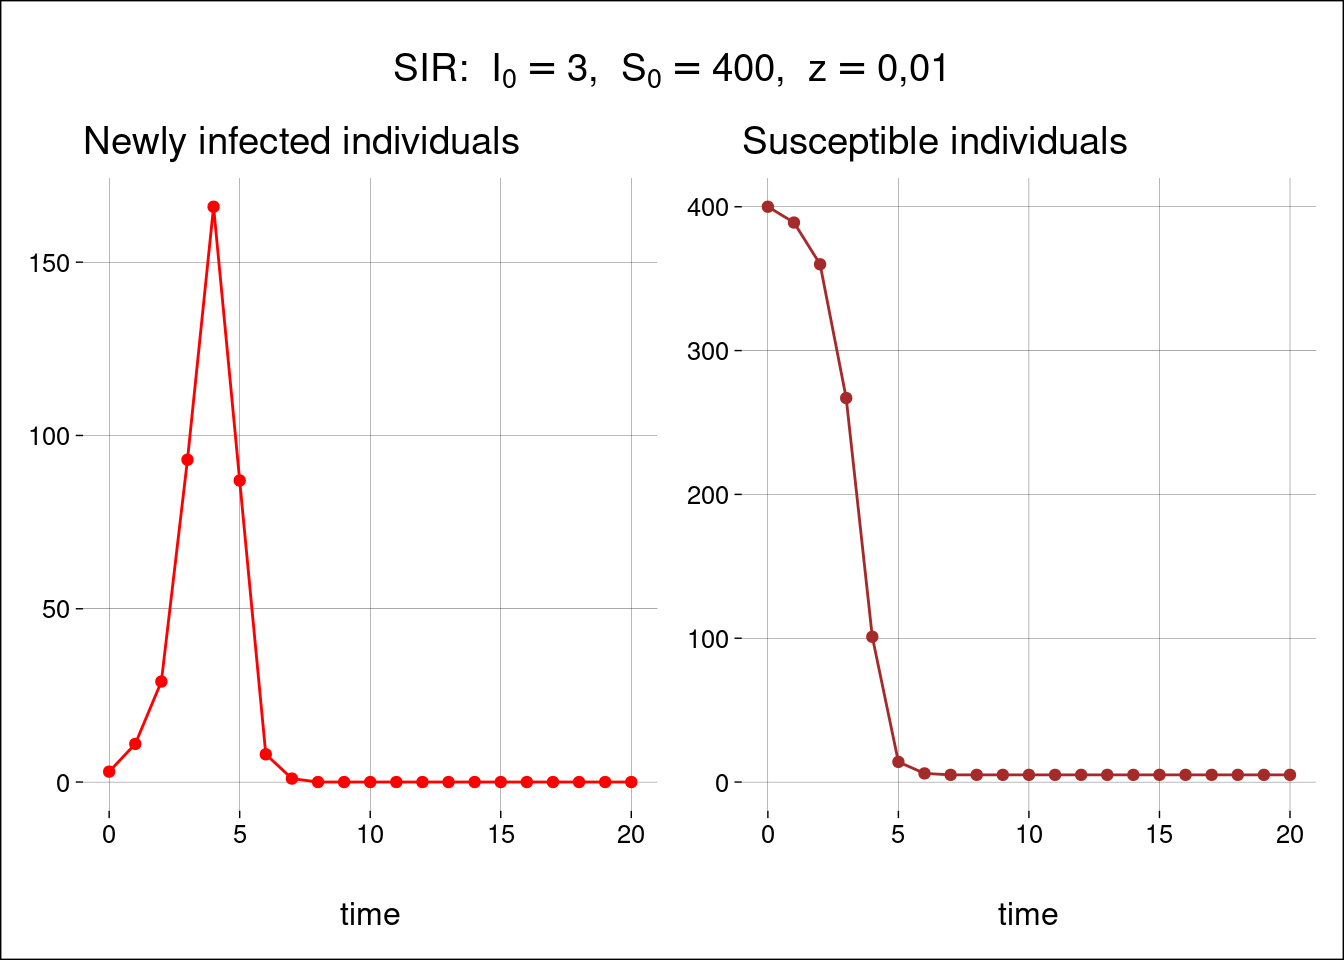 SIR: I₀ = 3, S₀ = 400, z = 0,01
Newly infected individuals
150
100
50
0
0 5 10 15 20
time
Susceptible individuals
400
300
200
100
0
0 5 10 15 20
time